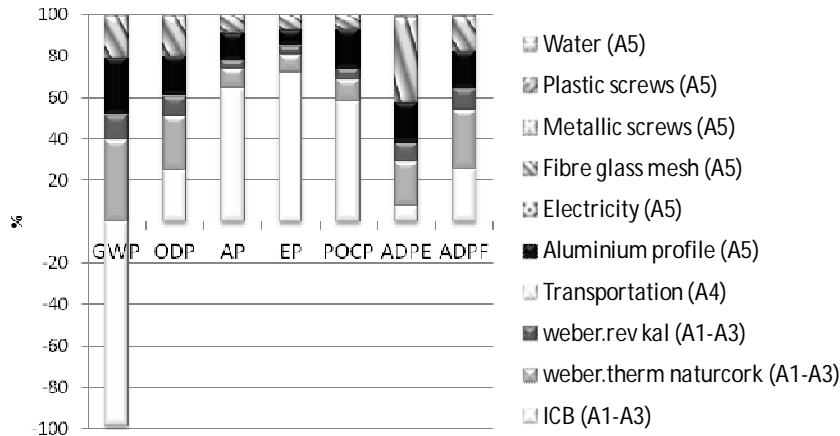 100
80
60
40
20
-20
-40
-60
-80
-100
%
GWP ODP AP EP POCP ADPE ADPF
Water (A5)
Plastic screws (A5)
Metallic screws (A5)
Fibre glass mesh (A5)
Electricity (A5)
Aluminium profile (A5)
Transportation (A4)
weber.rev kal (A1-A3)
weber.therm naturcork (A1-A3)
ICB (A1-A3)